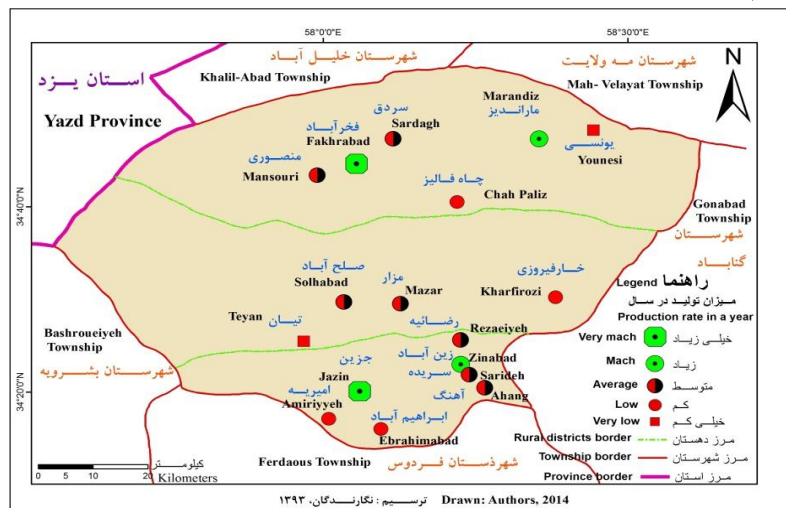 58°0'0"
58°30'0"
شهرستان خلیل آباد
Khalil-Abad Township
شهرستان مه ولایت
Mah- Velayat Township
N
استان یزد
Yazd Province
سردق
Sardagh
فخرآباد
Fakhrabad
منصوری
Mansouri
Marandiz
ماراندیز
یونسی
Younesi
چاه فالیز
Chah Paliz
34°40'0"N
Gonabad
Township
شهرستان
گناباد
صلح آباد
Solhabad
مزار
Mazar
خارفیروزی
Kharfirozi
Teyan
تیان
رضائیه
Rezaeiyeh
Bashroueiyeh
Township
شهرستان بشرویه
زین آباد
Zinabad
سریده
Sarideh
آهنگ
Ahang
جزین
Jazin
امیریه
Amiriyyeh
ابراهیم آباد
Ebrahimabad
34°20'0"N
Ferdaous Township
شهرذستان فردوس
Legend راهنما
میزان تولید در سال
Production rate in a year
Very mach خیلی زیاد
Mach زیاد
Average متوسط
Low کم
Very low خیلی کم
Rural districts border مرز دهستان
Township border مرز شهرستان
Province border مرز استان
کیلومتر
0 5 10 20
Kilometers
ترسیم : نگارندگان، ۱۳۹۳ Drawn: Authors, 2014